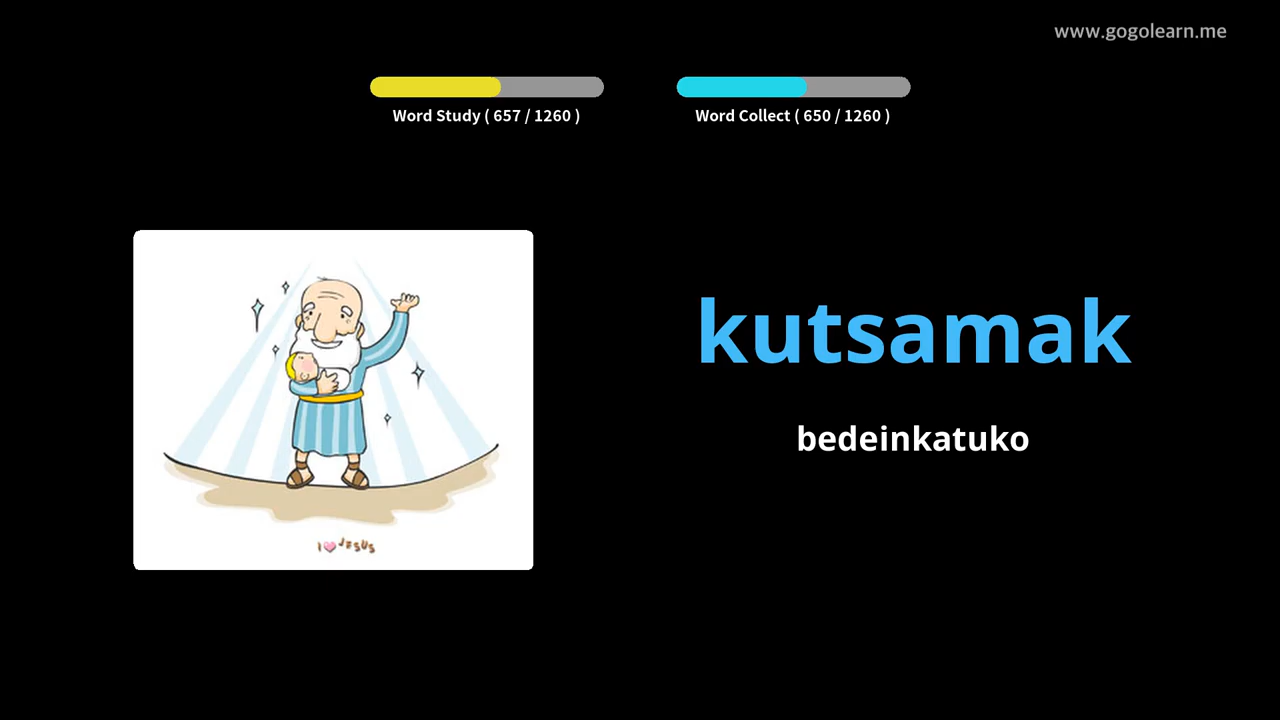 www.gogolearn.me
Word Study ( 657 / 1260 )
Word Collect ( 650 / 1260 )
kutsamak
bedeinkatuko
I ♥ JESUS